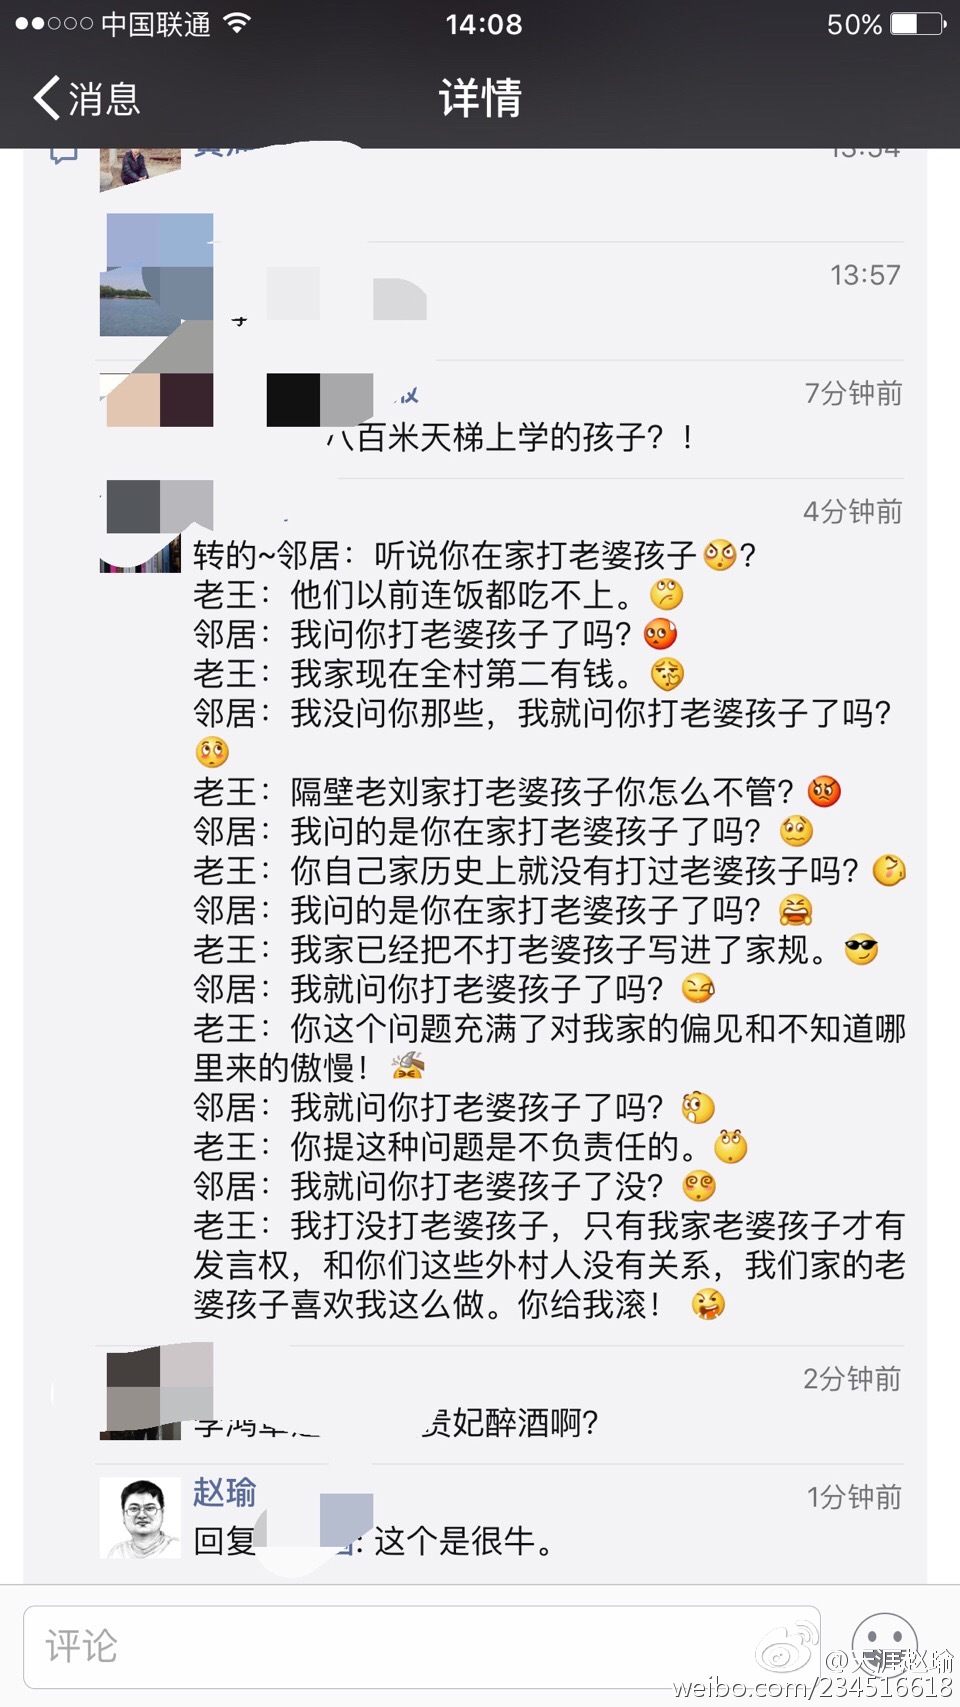 中国联通 14:08 50%
消息 详情
13:54
13:57
7分钟前
八百米天梯上学的孩子？！
4分钟前
转的~邻居：听说你在家打老婆孩子？
老王：他们以前连饭都吃不上。
邻居：我问你打老婆孩子了吗？
老王：我家现在全村第二有钱。
邻居：我没问你那些，我就问你打老婆孩子了吗？
老王：隔壁老刘家打老婆孩子你怎么不管？
邻居：我问的是你在家打老婆孩子了吗？
老王：你自己家历史上就没有打过老婆孩子吗？
邻居：我问的是你在家打老婆孩子了吗？
老王：我家已经把不打老婆孩子写进了家规。
邻居：我就问你打老婆孩子了吗？
老王：你这个问题充满了对我家的偏见和不知道哪
里来的傲慢！
邻居：我就问你打老婆孩子了吗？
老王：你提这种问题是不负责任的。
邻居：我就问你打老婆孩子了没？
老王：我打没打老婆孩子，只有我家老婆孩子才有
发言权，和你们这些外村人没有关系，我们家的老
婆孩子喜欢我这么做。你给我滚！
2分钟前
贵妃醉酒啊？
赵瑜 1分钟前
回复 : 这个是很牛。
评论
@天涯赵瑜
weibo.com/234516618